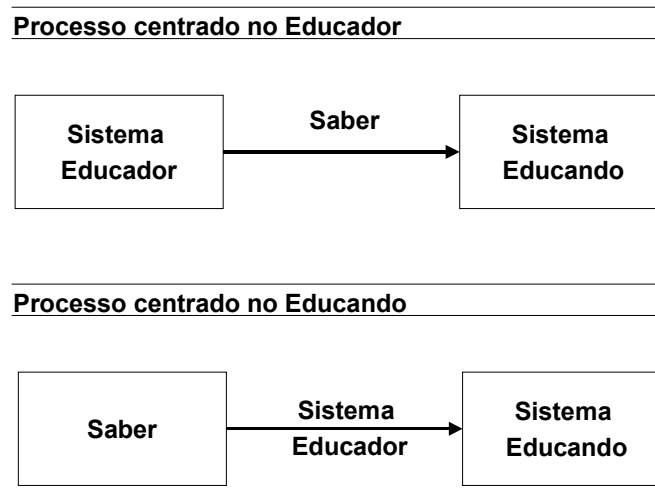 Processo centrado no Educador
Sistema
Educador
Saber
Sistema
Educando
Processo centrado no Educando
Saber
Sistema
Educador
Sistema
Educando